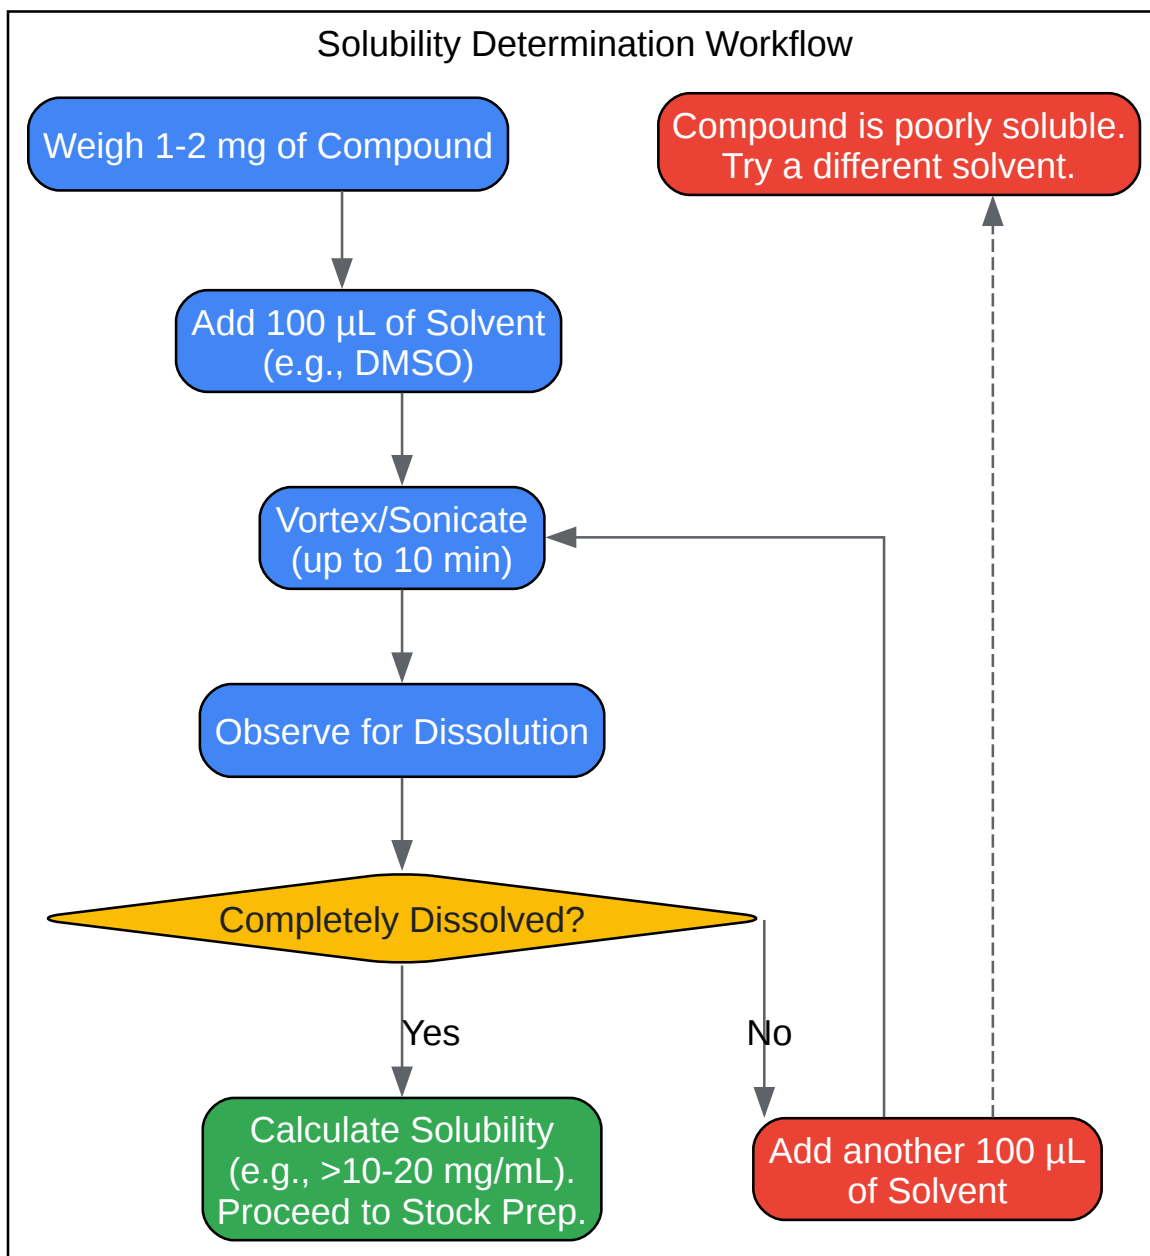 Solubility Determination Workflow
Weigh 1-2 mg of Compound
Compound is poorly soluble.
Try a different solvent.
Add 100 µL of Solvent
(e.g., DMSO)
Vortex/Sonicate
(up to 10 min)
Observe for Dissolution
Completely Dissolved?
Yes
No
Calculate Solubility
(e.g., >10-20 mg/mL).
Proceed to Stock Prep.
Add another 100 µL
of Solvent